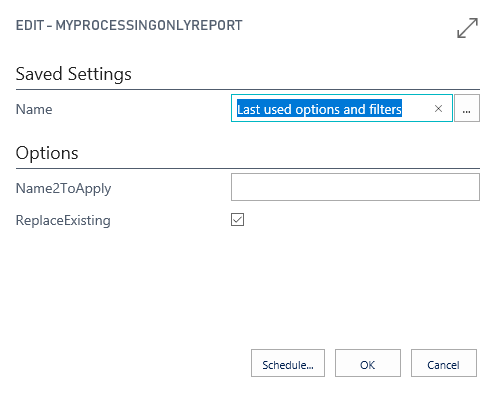 EDIT - MYPROCESSINGONLYREPORT
Saved Settings
Name
Last used options and filters × ...
Options
Name2ToApply
ReplaceExisting
Schedule... OK Cancel